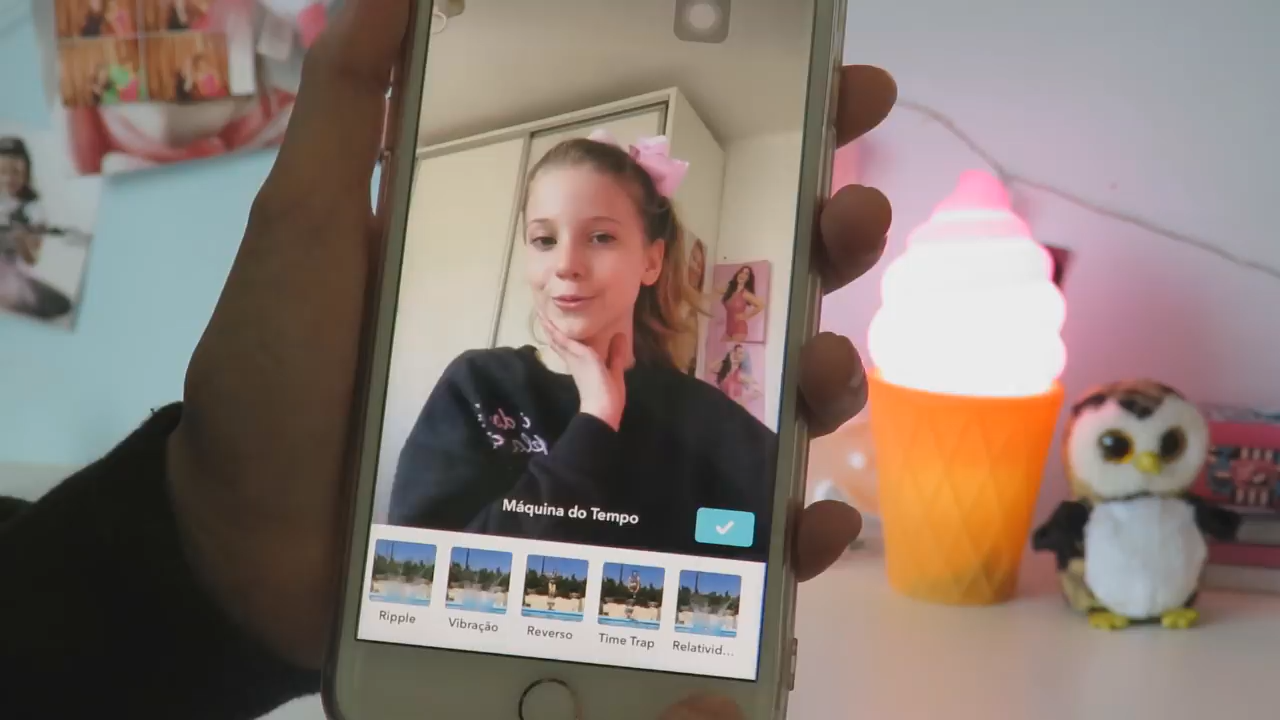 Máquina do Tempo
Ripple
Vibração
Reverso
Time Trap
Relativid...